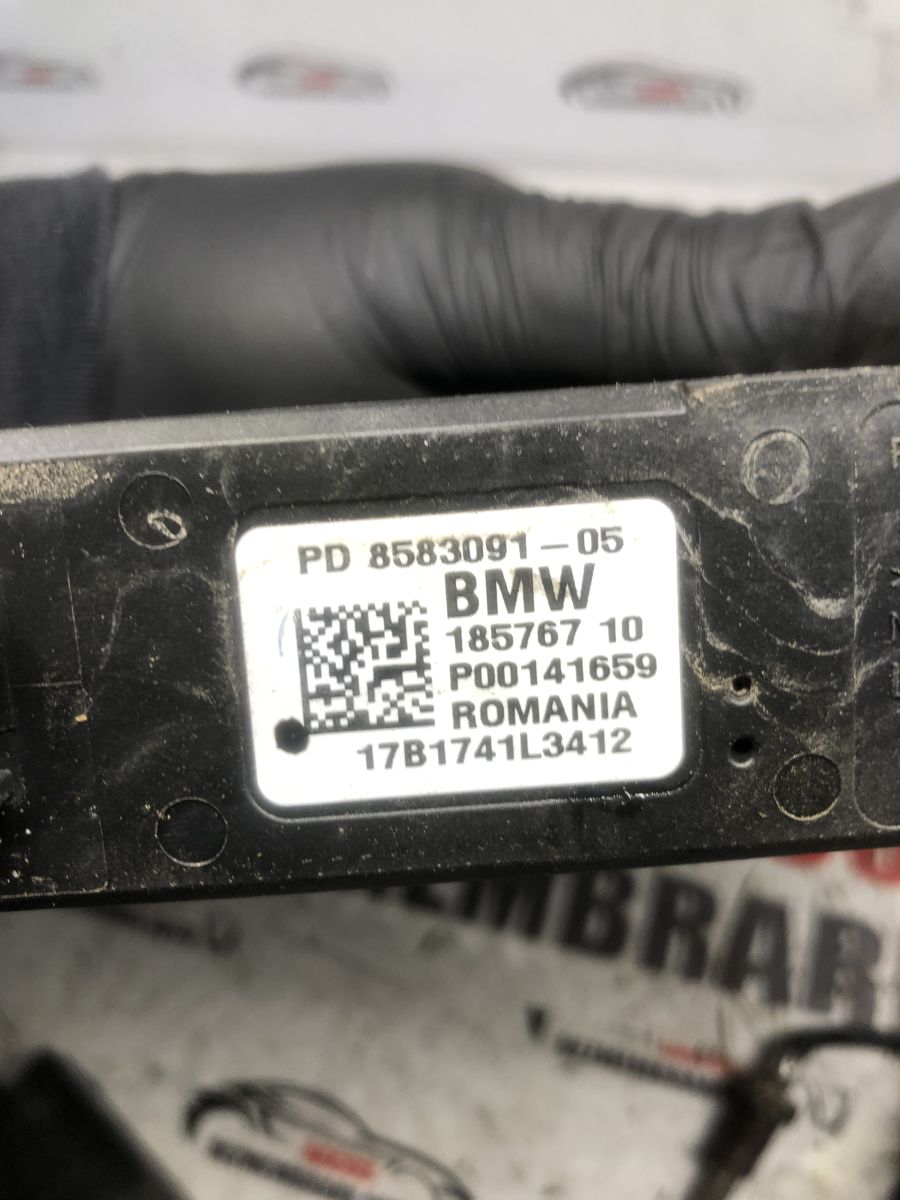 PD 8583091-05
BMW
185767 10
P00141659
ROMANIA
17B1741L3412